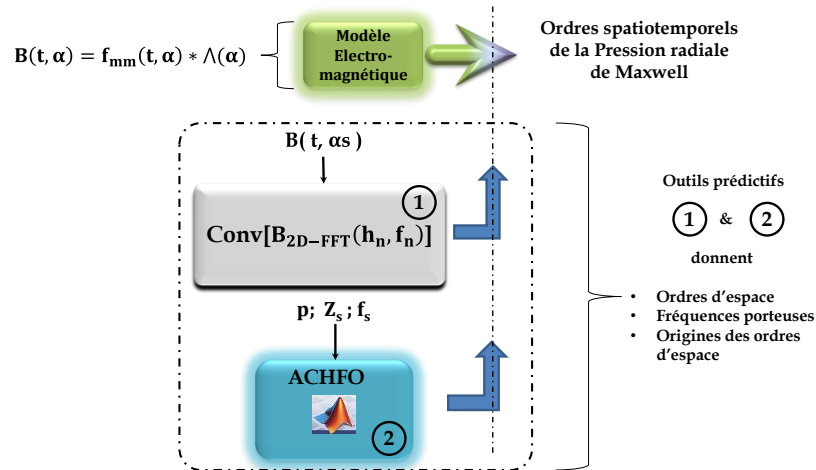 B(t, α) = f_mm(t, α) ∗ Λ(α)
Modèle
Electro-
magnétique
Ordres spatiotemporels
de la Pression radiale
de Maxwell
B( t, αs )
1
Conv[B_2D−FFT(h_n, f_n)]
p; Z_s ; f_s
ACHFO
2
Outils prédictifs
1 & 2
donnent
• Ordres d'espace
• Fréquences porteuses
• Origines des ordres
d'espace